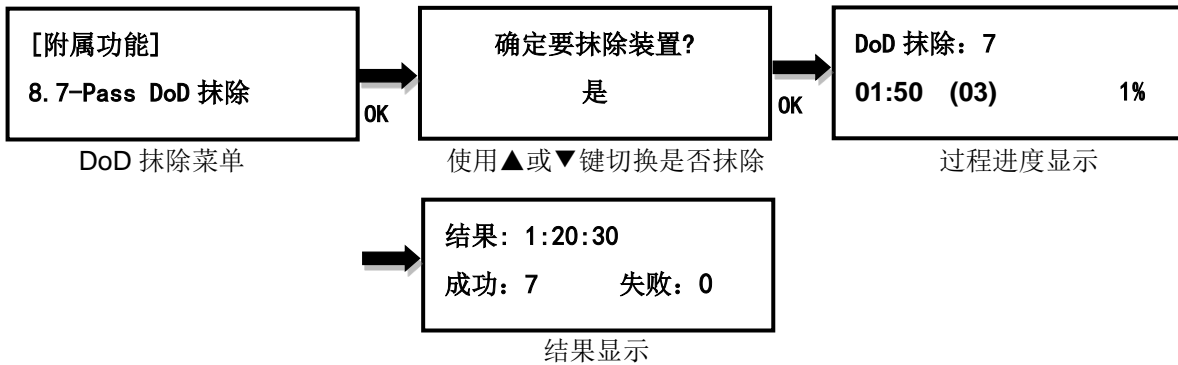 [附属功能]
8.7-Pass DoD 抹除
OK
确定要抹除装置?
是
OK
DoD 抹除：7
01:50 (03) 1%
DoD 抹除菜单
使用▲或▼键切换是否抹除
过程进度显示
结果: 1:20:30
成功：7 失败：0
结果显示